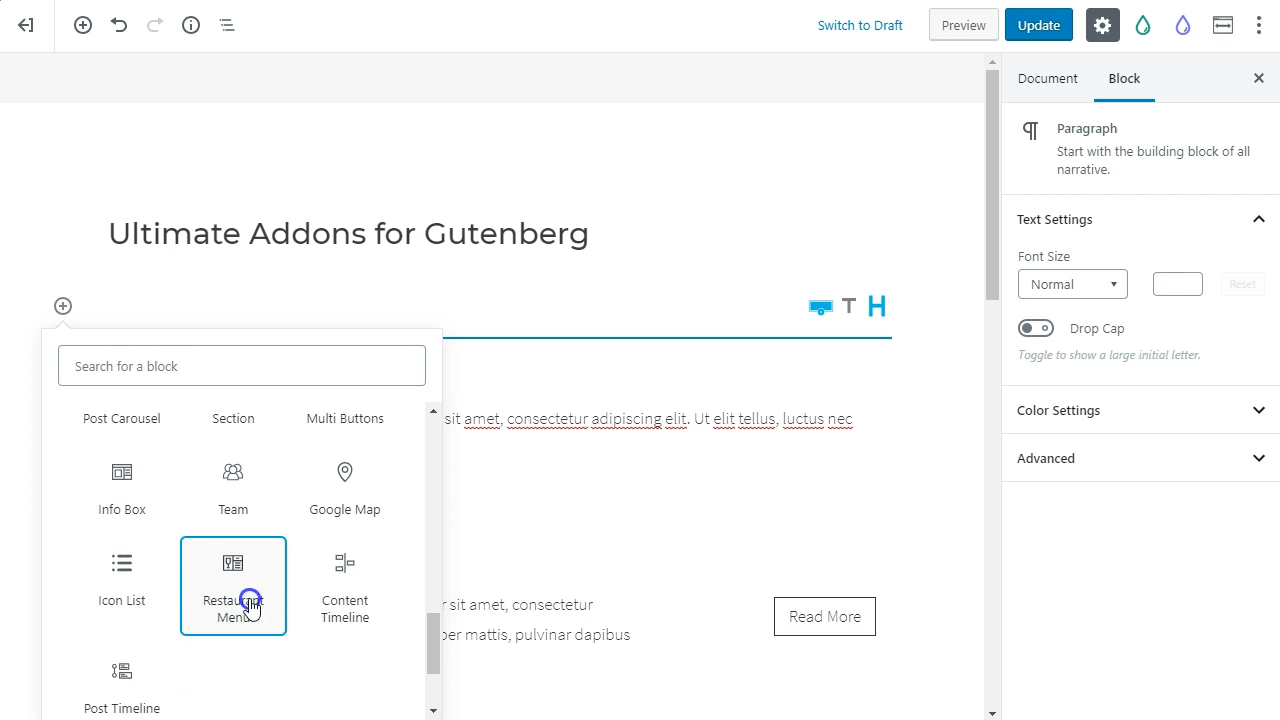 Switch to Draft
Preview
Update
Document
Block
Paragraph
Start with the building block of all
narrative.
Text Settings
Font Size
Normal
Reset
Drop Cap
Toggle to show a large initial letter.
Color Settings
Advanced
Ultimate Addons for Gutenberg
T H
Search for a block
Post Carousel
Section
Multi Buttons
sit amet, consectetur adipiscing elit. Ut elit tellus, luctus nec
Info Box
Team
Google Map
Icon List
Restaurant
Menu
Content
Timeline
r sit amet, consectetur
per mattis, pulvinar dapibus
Read More
Post Timeline